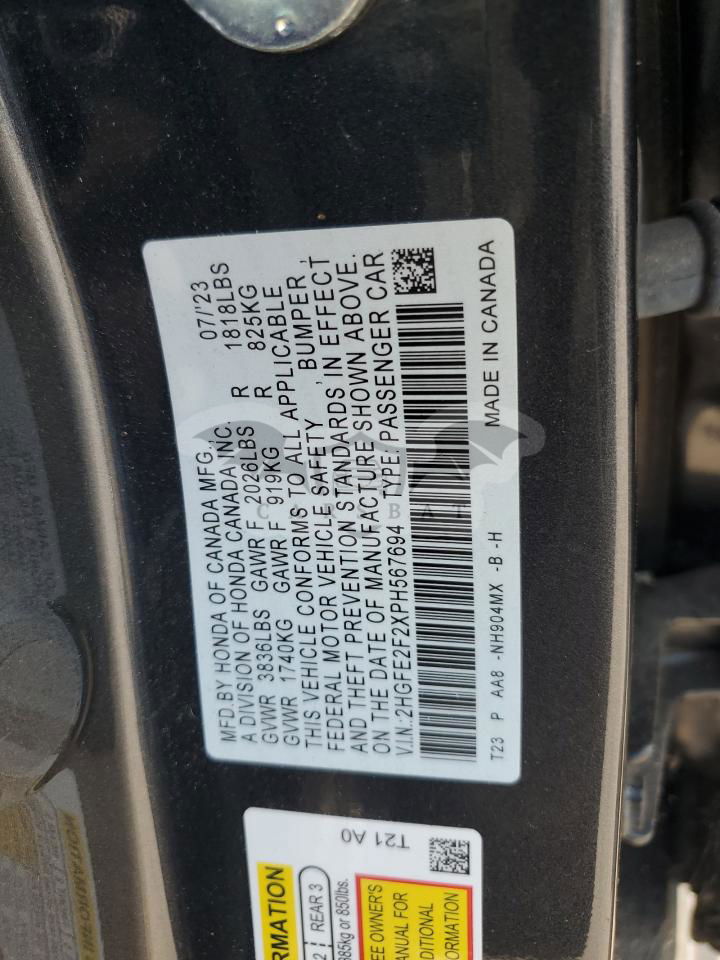 MFD.BY HONDA OF CANADA MFG., 07/'23
A DIVISION OF HONDA CANADA INC.
GVWR 3836LBS GAWR F 2026LBS R 1818LBS
GVWR 1740KG GAWR F 919KG R 825KG
THIS VEHICLE CONFORMS TO ALL APPLICABLE
FEDERAL MOTOR VEHICLE SAFETY, BUMPER,
AND THEFT PREVENTION STANDARDS IN EFFECT
ON THE DATE OF MANUFACTURE SHOWN ABOVE.
V.I.N.:2HGFE2F2XPH567694 TYPE:PASSENGER CAR
T23 P AA8 -NH904MX -B -H MADE IN CANADA
T21 A0
RMATION
2 | REAR 3
385kg or 850lbs.
EE OWNER'S
ANUAL FOR
DITIONAL
ORMATION